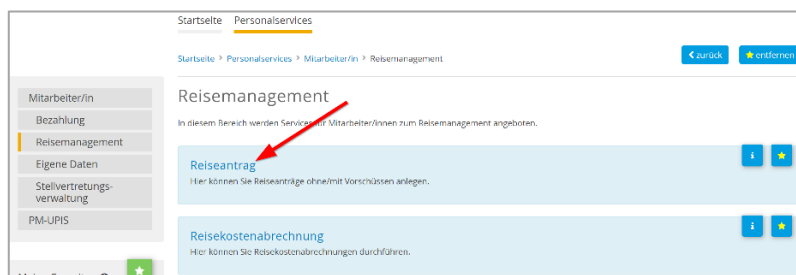 Startseite Personalservices
Startseite > Personalservices > Mitarbeiter/in > Reisemanagement
zurück
entfernen
Mitarbeiter/in
Bezahlung
Reisemanagement
Eigene Daten
Stellvertretungs-
verwaltung
PM-UPIS
Reisemanagement
In diesem Bereich werden Services für Mitarbeiter/innen zum Reisemanagement angeboten.
Reiseantrag
Hier können Sie Reiseanträge ohne/mit Vorschüssen anlegen.
Reisekostenabrechnung
Hier können Sie Reisekostenabrechnungen durchführen.